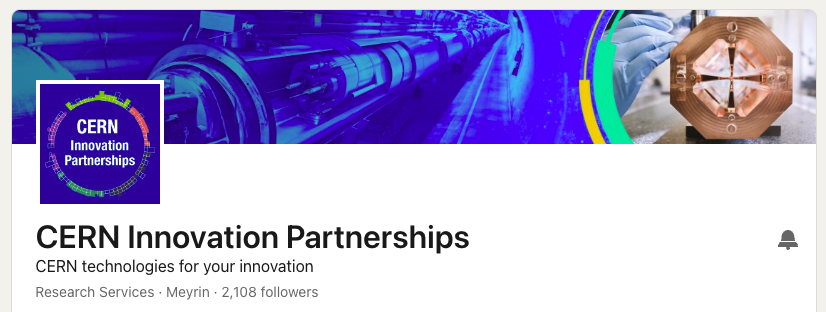 CERN
Innovation
Partnerships
CERN Innovation Partnerships
CERN technologies for your innovation
Research Services · Meyrin · 2,108 followers